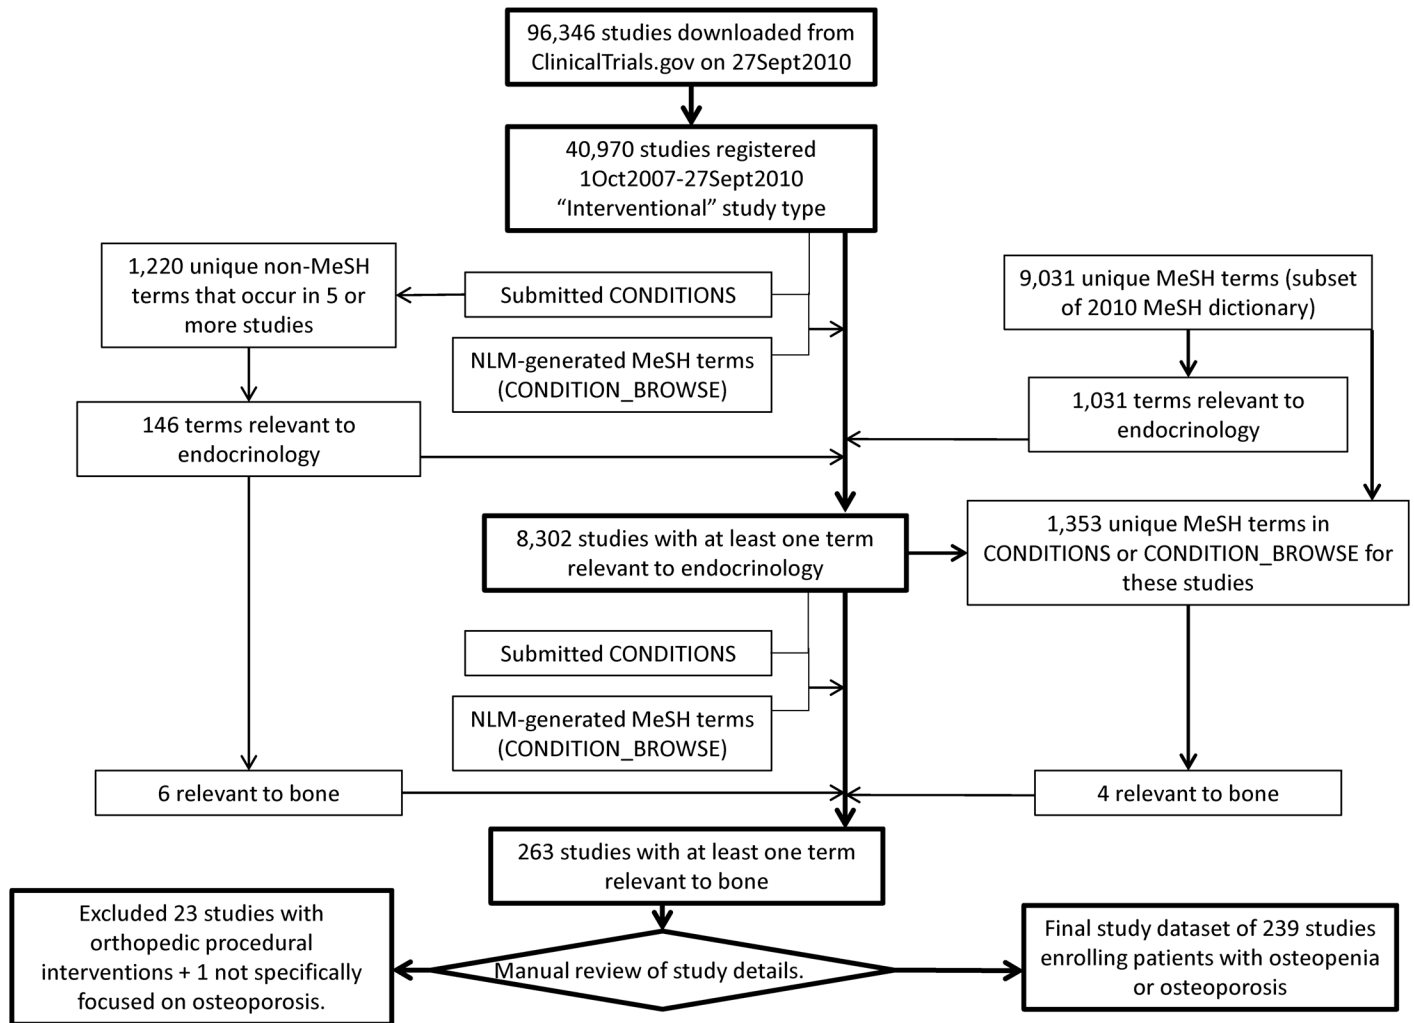 96,346 studies downloaded from
ClinicalTrials.gov on 27Sept2010
40,970 studies registered
1Oct2007-27Sept2010
“Interventional” study type
1,220 unique non-MeSH
terms that occur in 5 or
more studies
Submitted CONDITIONS
9,031 unique MeSH terms (subset
of 2010 MeSH dictionary)
NLM-generated MeSH terms
(CONDITION_BROWSE)
146 terms relevant to
endocrinology
1,031 terms relevant to
endocrinology
8,302 studies with at least one term
relevant to endocrinology
1,353 unique MeSH terms in
CONDITIONS or CONDITION_BROWSE for
these studies
Submitted CONDITIONS
NLM-generated MeSH terms
(CONDITION_BROWSE)
6 relevant to bone
4 relevant to bone
263 studies with at least one term
relevant to bone
Excluded 23 studies with
orthopedic procedural
interventions + 1 not specifically
focused on osteoporosis.
Manual review of study details.
Final study dataset of 239 studies
enrolling patients with osteopenia
or osteoporosis